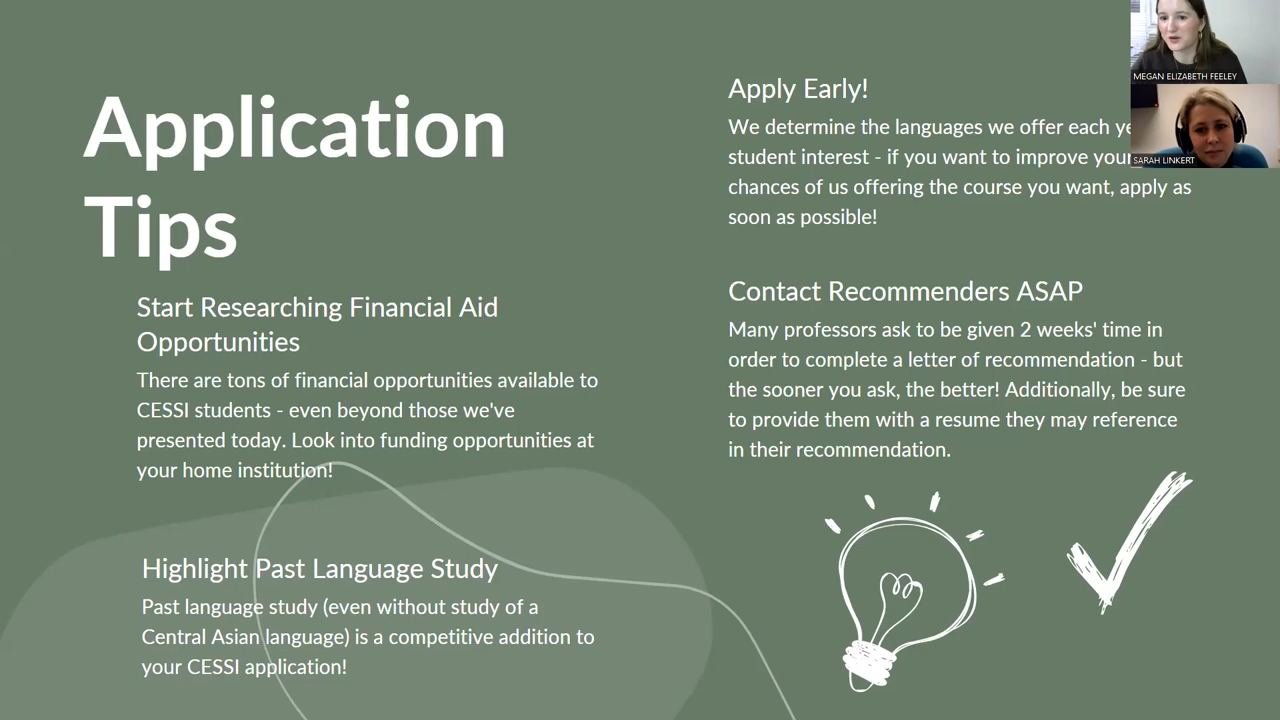 Application
Tips
Start Researching Financial Aid
Opportunities
There are tons of financial opportunities available to
CESSI students - even beyond those we've
presented today. Look into funding opportunities at
your home institution!
Highlight Past Language Study
Past language study (even without study of a
Central Asian language) is a competitive addition to
your CESSI application!
Apply Early!
We determine the languages we offer each
student interest - if you want to improve your
chances of us offering the course you want, apply as
soon as possible!
Contact Recommenders ASAP
Many professors ask to be given 2 weeks' time in
order to complete a letter of recommendation - but
the sooner you ask, the better! Additionally, be sure
to provide them with a resume they may reference
in their recommendation.
MEGAN ELIZABETH FEELEY
SARAH LINKERT